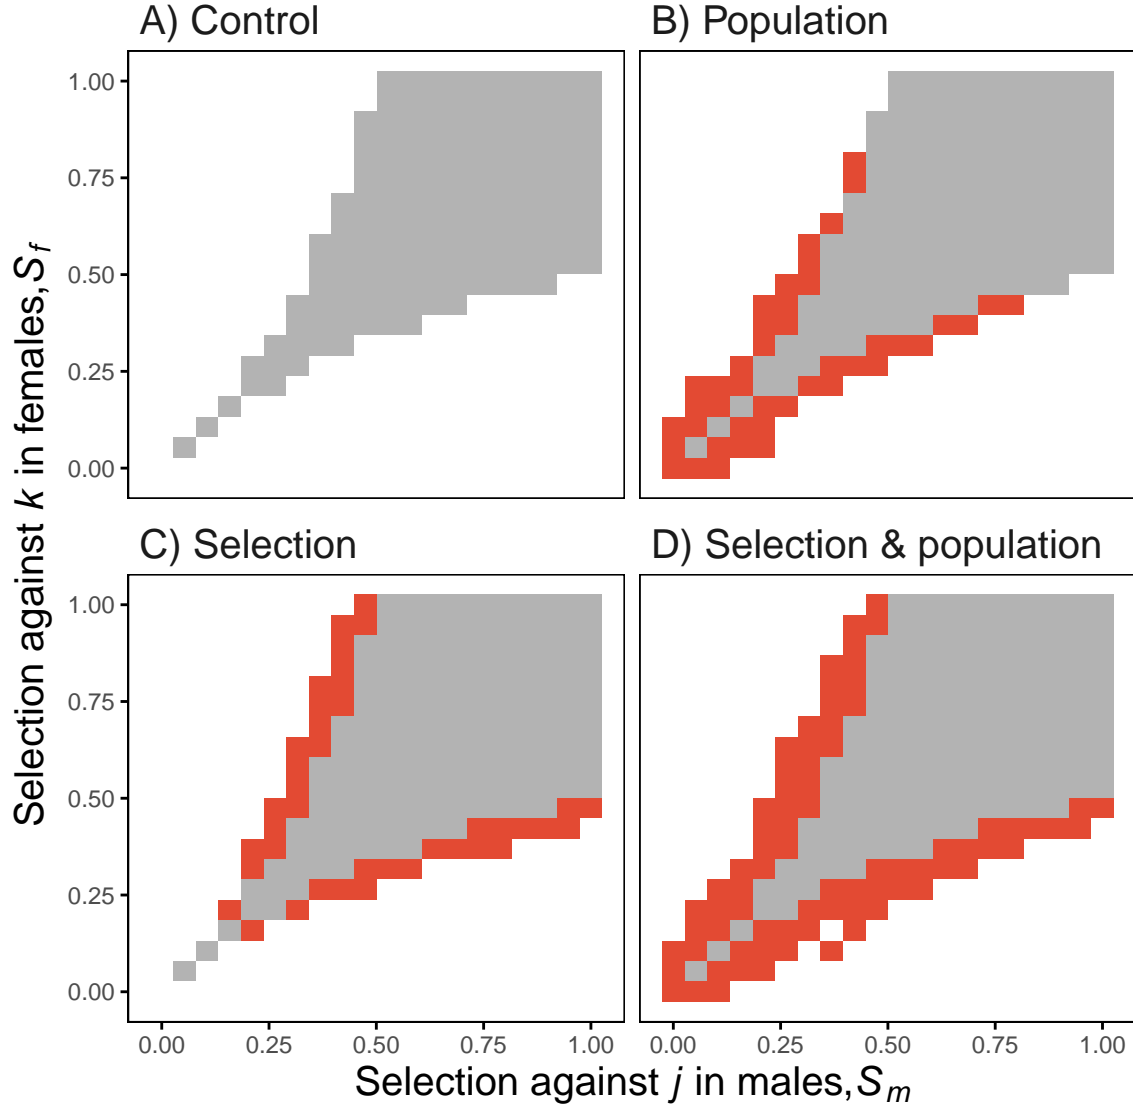 A) Control
B) Population
1.00
0.75
0.50
0.25
0.00
C) Selection
D) Selection & population
1.00
0.75
0.50
0.25
0.00
0.00 0.25 0.50 0.75 1.00
0.00 0.25 0.50 0.75 1.00
Selection against k in females, S_f
Selection against j in males, S_m